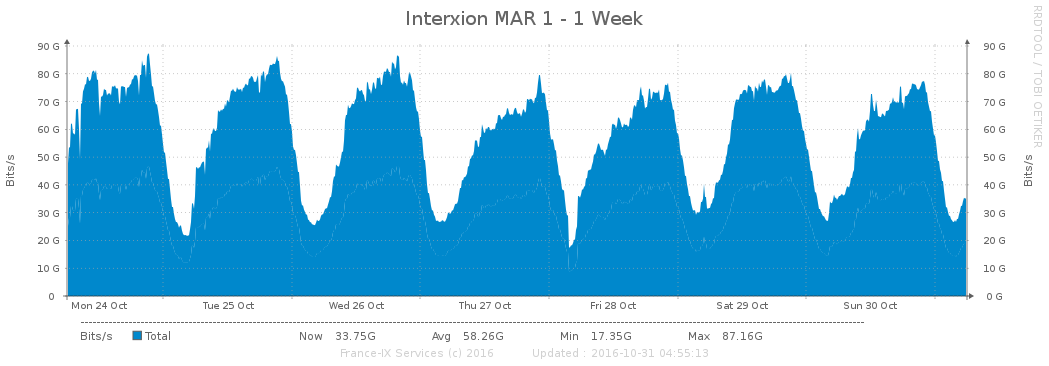 Interxion MAR 1 - 1 Week
RRDTOOL / TOBI OETIKER
Bits/s
90 G
80 G
70 G
60 G
50 G
40 G
30 G
20 G
10 G
0
90 G
80 G
70 G
60 G
50 G
40 G
30 G
20 G
10 G
0 G
Bits/s
Mon 24 Oct Tue 25 Oct Wed 26 Oct Thu 27 Oct Fri 28 Oct Sat 29 Oct Sun 30 Oct
Bits/s Total Now 33.75G Avg 58.26G Min 17.35G Max 87.16G
France-IX Services (c) 2016 Updated : 2016-10-31 04:55:13